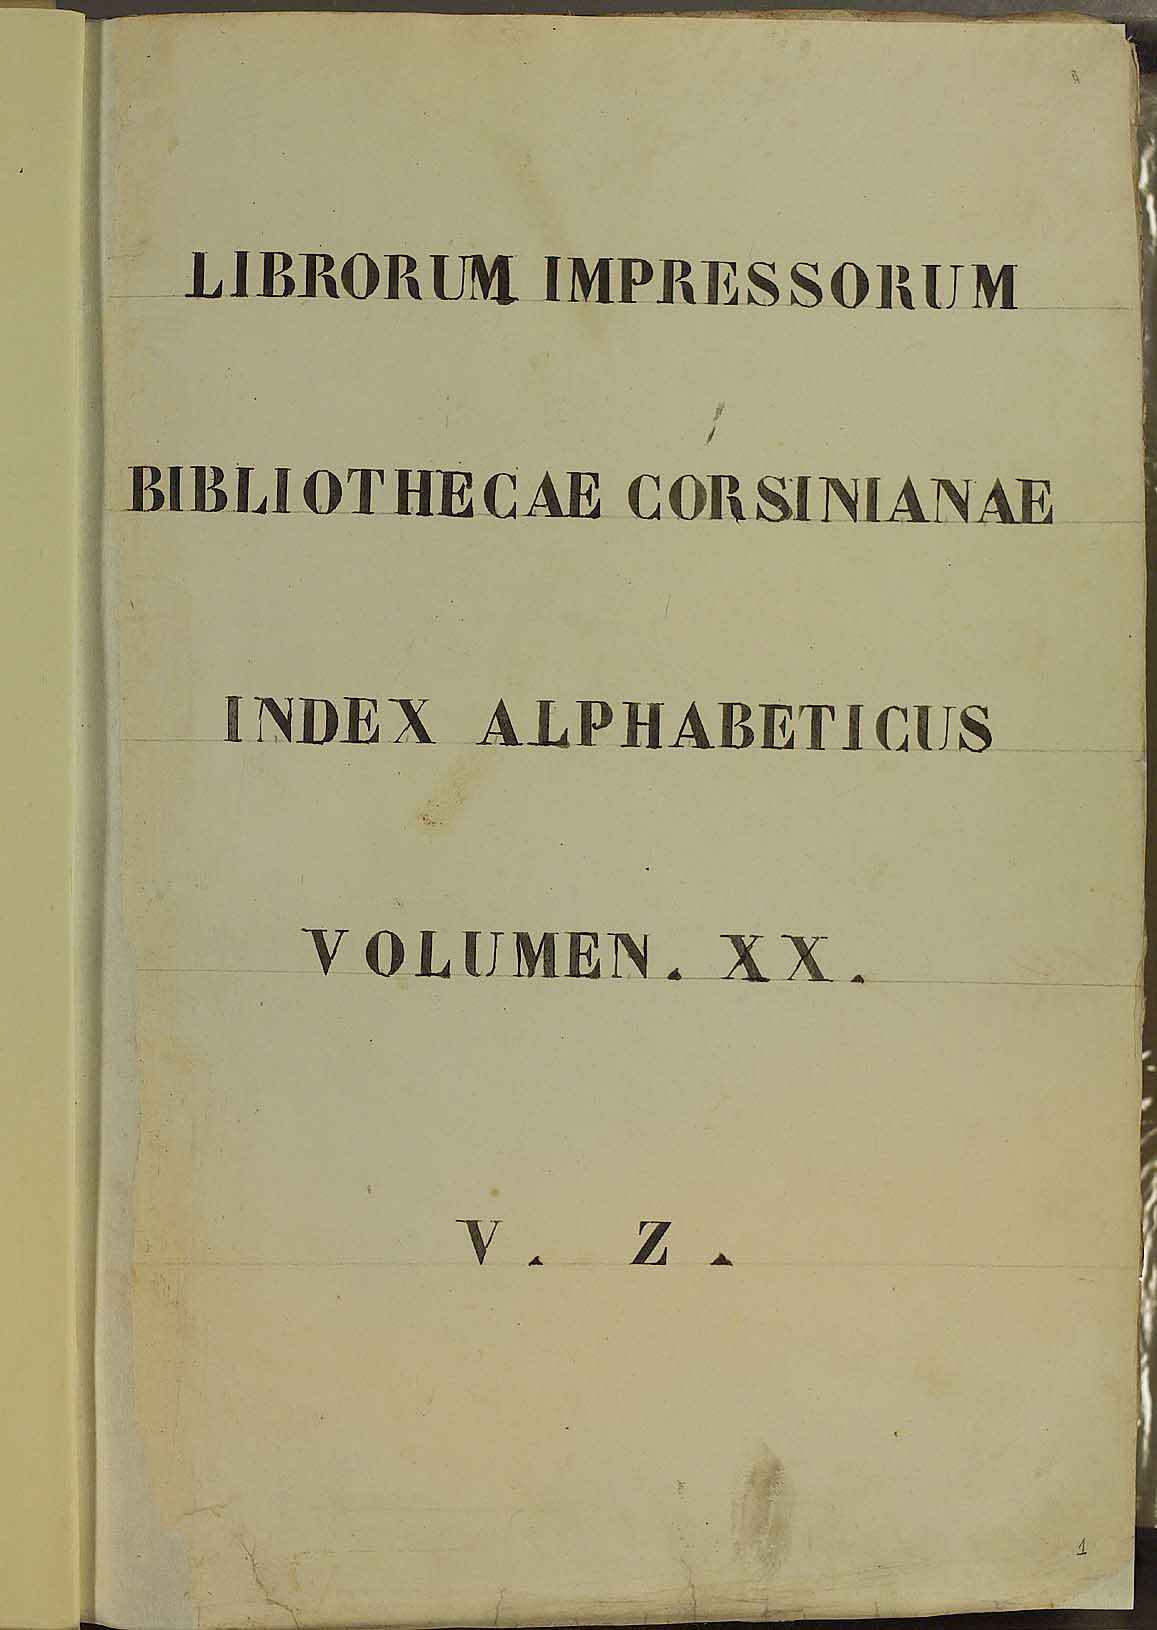 LIBRORUM IMPRESSORUM
BIBLIOTHECAE CORSINIANAE
INDEX ALPHABETICUS
VOLUMEN. XX.
V. Z.
1